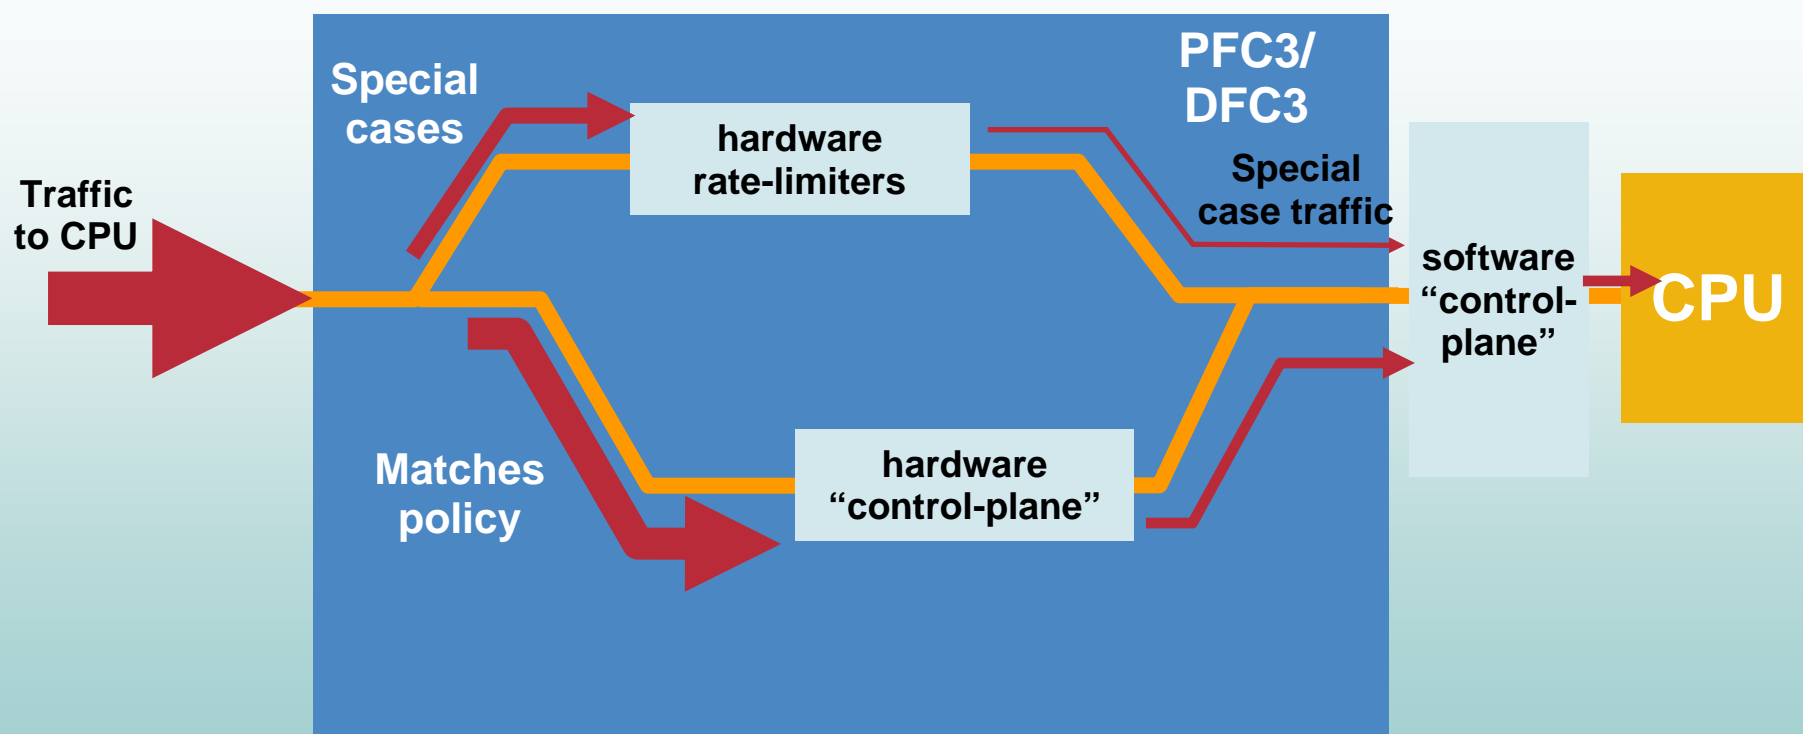 Traffic
to CPU
Special
cases
hardware
rate-limiters
PFC3/
DFC3
Special
case traffic
Matches
policy
hardware
“control-plane”
software
“control-
plane”
CPU